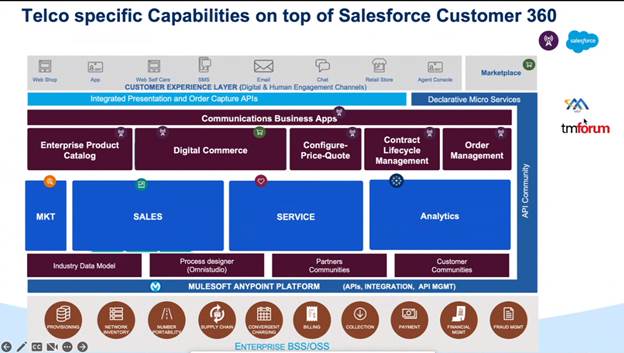 Telco specific Capabilities on top of Salesforce Customer 360
salesforce
Web Shop
App
Web Self Care
SMS
Email
Chat
Retail Store
Agent Console
Marketplace
CUSTOMER EXPERIENCE LAYER (Digital & Human Engagement Channels)
Integrated Presentation and Order Capture APIs
Declarative Micro Services
tmforum
Communications Business Apps
Enterprise Product
Catalog
Digital Commerce
Configure-
Price-Quote
Contract
Lifecycle
Management
Order
Management
API Community
MKT
SALES
SERVICE
Analytics
Industry Data Model
Process designer
(Omnistudio)
Partners
Communities
Customer
Communities
MULESOFT ANYPOINT PLATFORM (APIs, INTEGRATION, API MGMT)
PROVISIONING
NETWORK
INVENTORY
NUMBER
PORTABILITY
SUPPLY CHAIN
CONVERGENT
CHARGING
BILLING
COLLECTION
PAYMENT
FINANCIAL
MGMT
FRAUD MGMT
ENTERPRISE BSS/OSS
CC